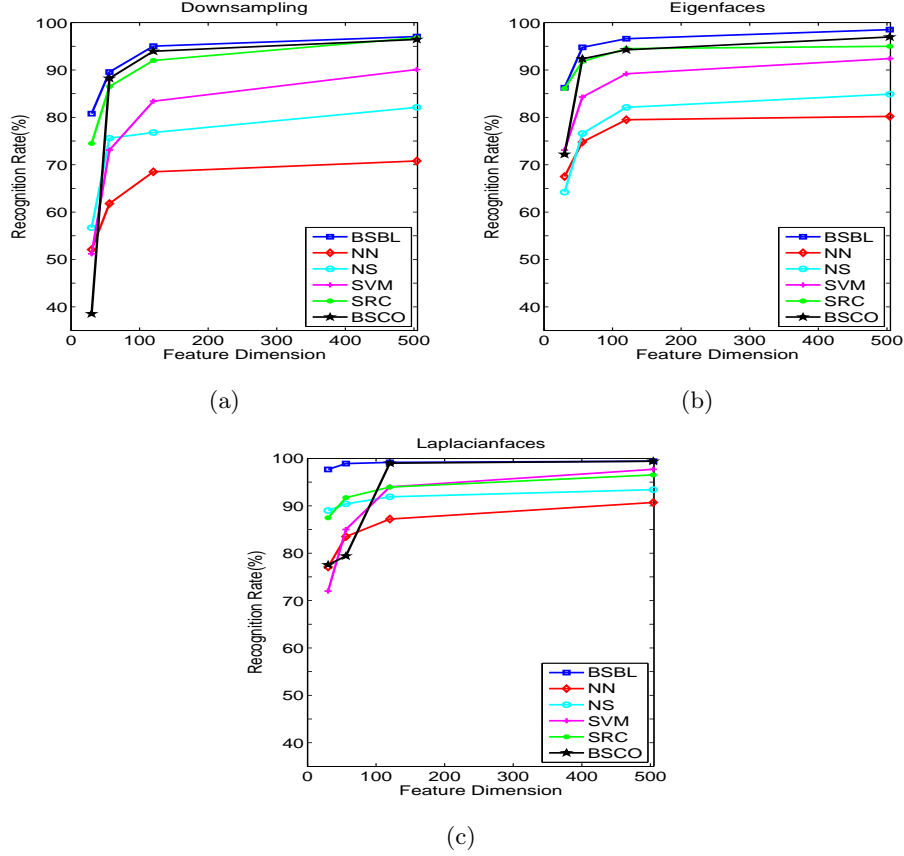 Downsampling
100
90
80
70
60
50
40
Recognition Rate(%)
BSBL
NN
NS
SVM
SRC
BSCO
0 100 200 300 400 500
Feature Dimension
(a)
Eigenfaces
100
90
80
70
60
50
40
Recognition Rate(%)
BSBL
NN
NS
SVM
SRC
BSCO
0 100 200 300 400 500
Feature Dimension
(b)
Laplacianfaces
100
90
80
70
60
50
40
Recognition Rate(%)
BSBL
NN
NS
SVM
SRC
BSCO
0 100 200 300 400 500
Feature Dimension
(c)